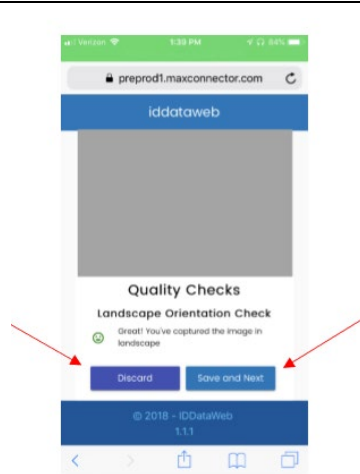 Verizon 1:39 PM 84%
preprod1.maxconnector.com
iddataweb
Quality Checks
Landscape Orientation Check
Great! You've captured the image in
landscape
Discard Save and Next
© 2018 - IDDataWeb
1.1.1